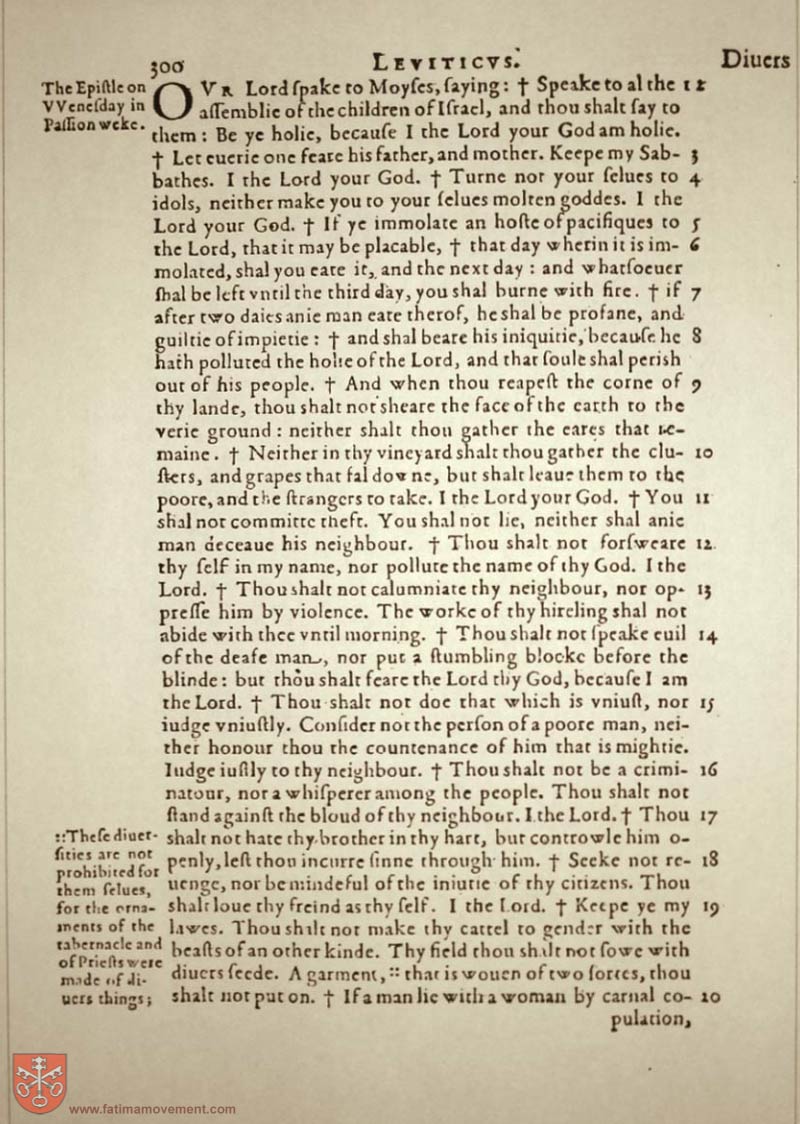 300 LEVITICVS. Diuers
The Epiſtle on
VVeneſday in
Paſſion weke.
OVR Lord ſpake to Moyſes, ſaying: † Speake to al the 1 2
aſſemblie of the children of Iſrael, and thou shalt ſay to
them: Be ye holie, becauſe I the Lord your God am holie.
† Let euerie one feare his father, and mother. Keepe my Sab- 3
bathes. I the Lord your God. † Turne not your ſelues to 4
idols, neither make you to your ſelues molten goddes. I the
Lord your God. † If ye immolate an hoſte of pacifiques to 5
the Lord, that it may be placable, † that day wherin it is im- 6
molated, shal you eate it, and the next day: and whatſoeuer
shal be left vntil the third day, you shal burne with fire. † if 7
after two daies anie man eate therof, he shal be profane, and
guiltie of impietie: † and shal beare his iniquitie, becauſe he 8
hath polluted the holie of the Lord, and that ſoule shal perish
out of his people. † And when thou reapeſt the corne of 9
thy lande, thou shalt not sheare the face of the earth to the
verie ground: neither shalt thou gather the eares that re-
maine. † Neither in thy vineyard shalt thou gather the clu- 10
ſters, and grapes that fal downe, but shalt leaue them to the
poore, and the ſtrangers to take. I the Lord your God. † You 11
shal not committe theft. You shal not lie, neither shal anie
man deceaue his neighbour. † Thou shalt not forſweare 12
thy ſelf in my name, nor pollute the name of thy God. I the
Lord. † Thou shalt not calumniate thy neighbour, nor op- 13
preſſe him by violence. The worke of thy hireling shal not
abide with thee vntil morning. † Thou shalt not ſpeake euil 14
of the deafe man, nor put a ſtumbling blocke before the
blinde: but thou shalt feare the Lord thy God, becauſe I am
the Lord. † Thou shalt not doe that which is vniuſt, nor 15
iudge vniuſtly. Conſider not the perſon of a poore man, nei-
ther honour thou the countenance of him that is mightie.
Iudge iuſtly to thy neighbour. † Thou shalt not be a crimi- 16
natour, nor a whiſperer among the people. Thou shalt not
ſtand againſt the bloud of thy neighbour. I the Lord. † Thou 17
shalt not hate thy brother in thy hart, but controwle him o-
penly, leſt thou incurre ſinne through him. † Seeke not re- 18
uenge, nor be mindeful of the iniurie of thy citizens. Thou
shalt loue thy freind as thy ſelf. I the Lord. † Keepe ye my 19
lawes. Thou shalt not make thy cattel to gender with the
beaſts of an other kinde. Thy field thou shalt not ſowe with
diuers ſeede. A garment, :: that is wouen of two ſortes, thou
shalt not put on. † If a man lie with a woman by carnal co- 20
pulation,
:: Theſe diuer-
ſities are not
prohibited for
them ſelues,
for the orna-
ments of the
tabernacle and
of Prieſts were
made of di-
uers things;
www.fatimamovement.com